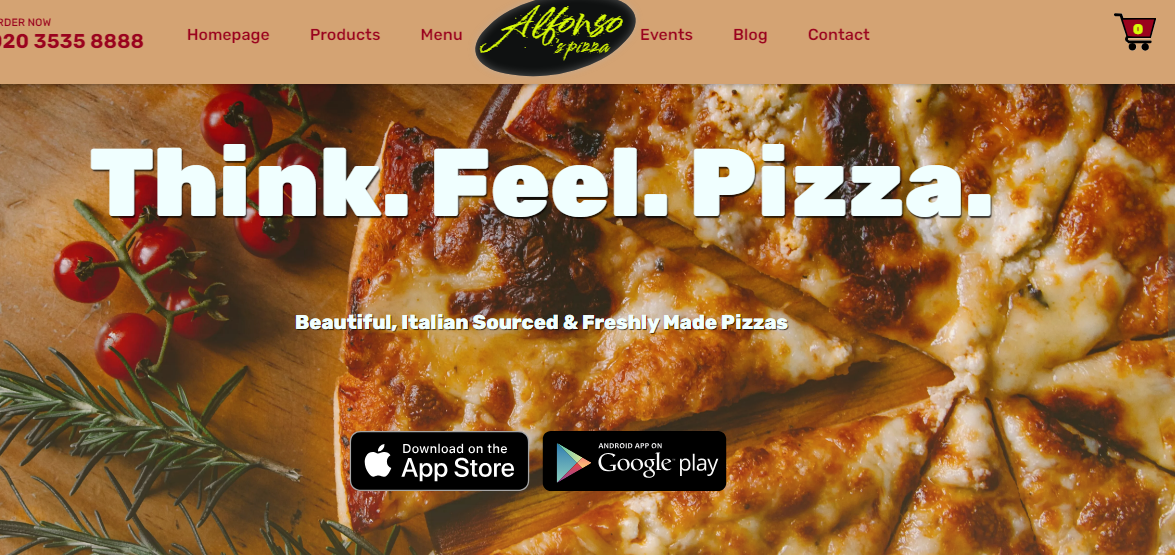 RDER NOW
020 3535 8888
Homepage
Products
Menu
Alfonso
's pizza
Events
Blog
Contact
0
Think. Feel. Pizza.
Beautiful, Italian Sourced & Freshly Made Pizzas
Download on the
App Store
ANDROID APP ON
Google play